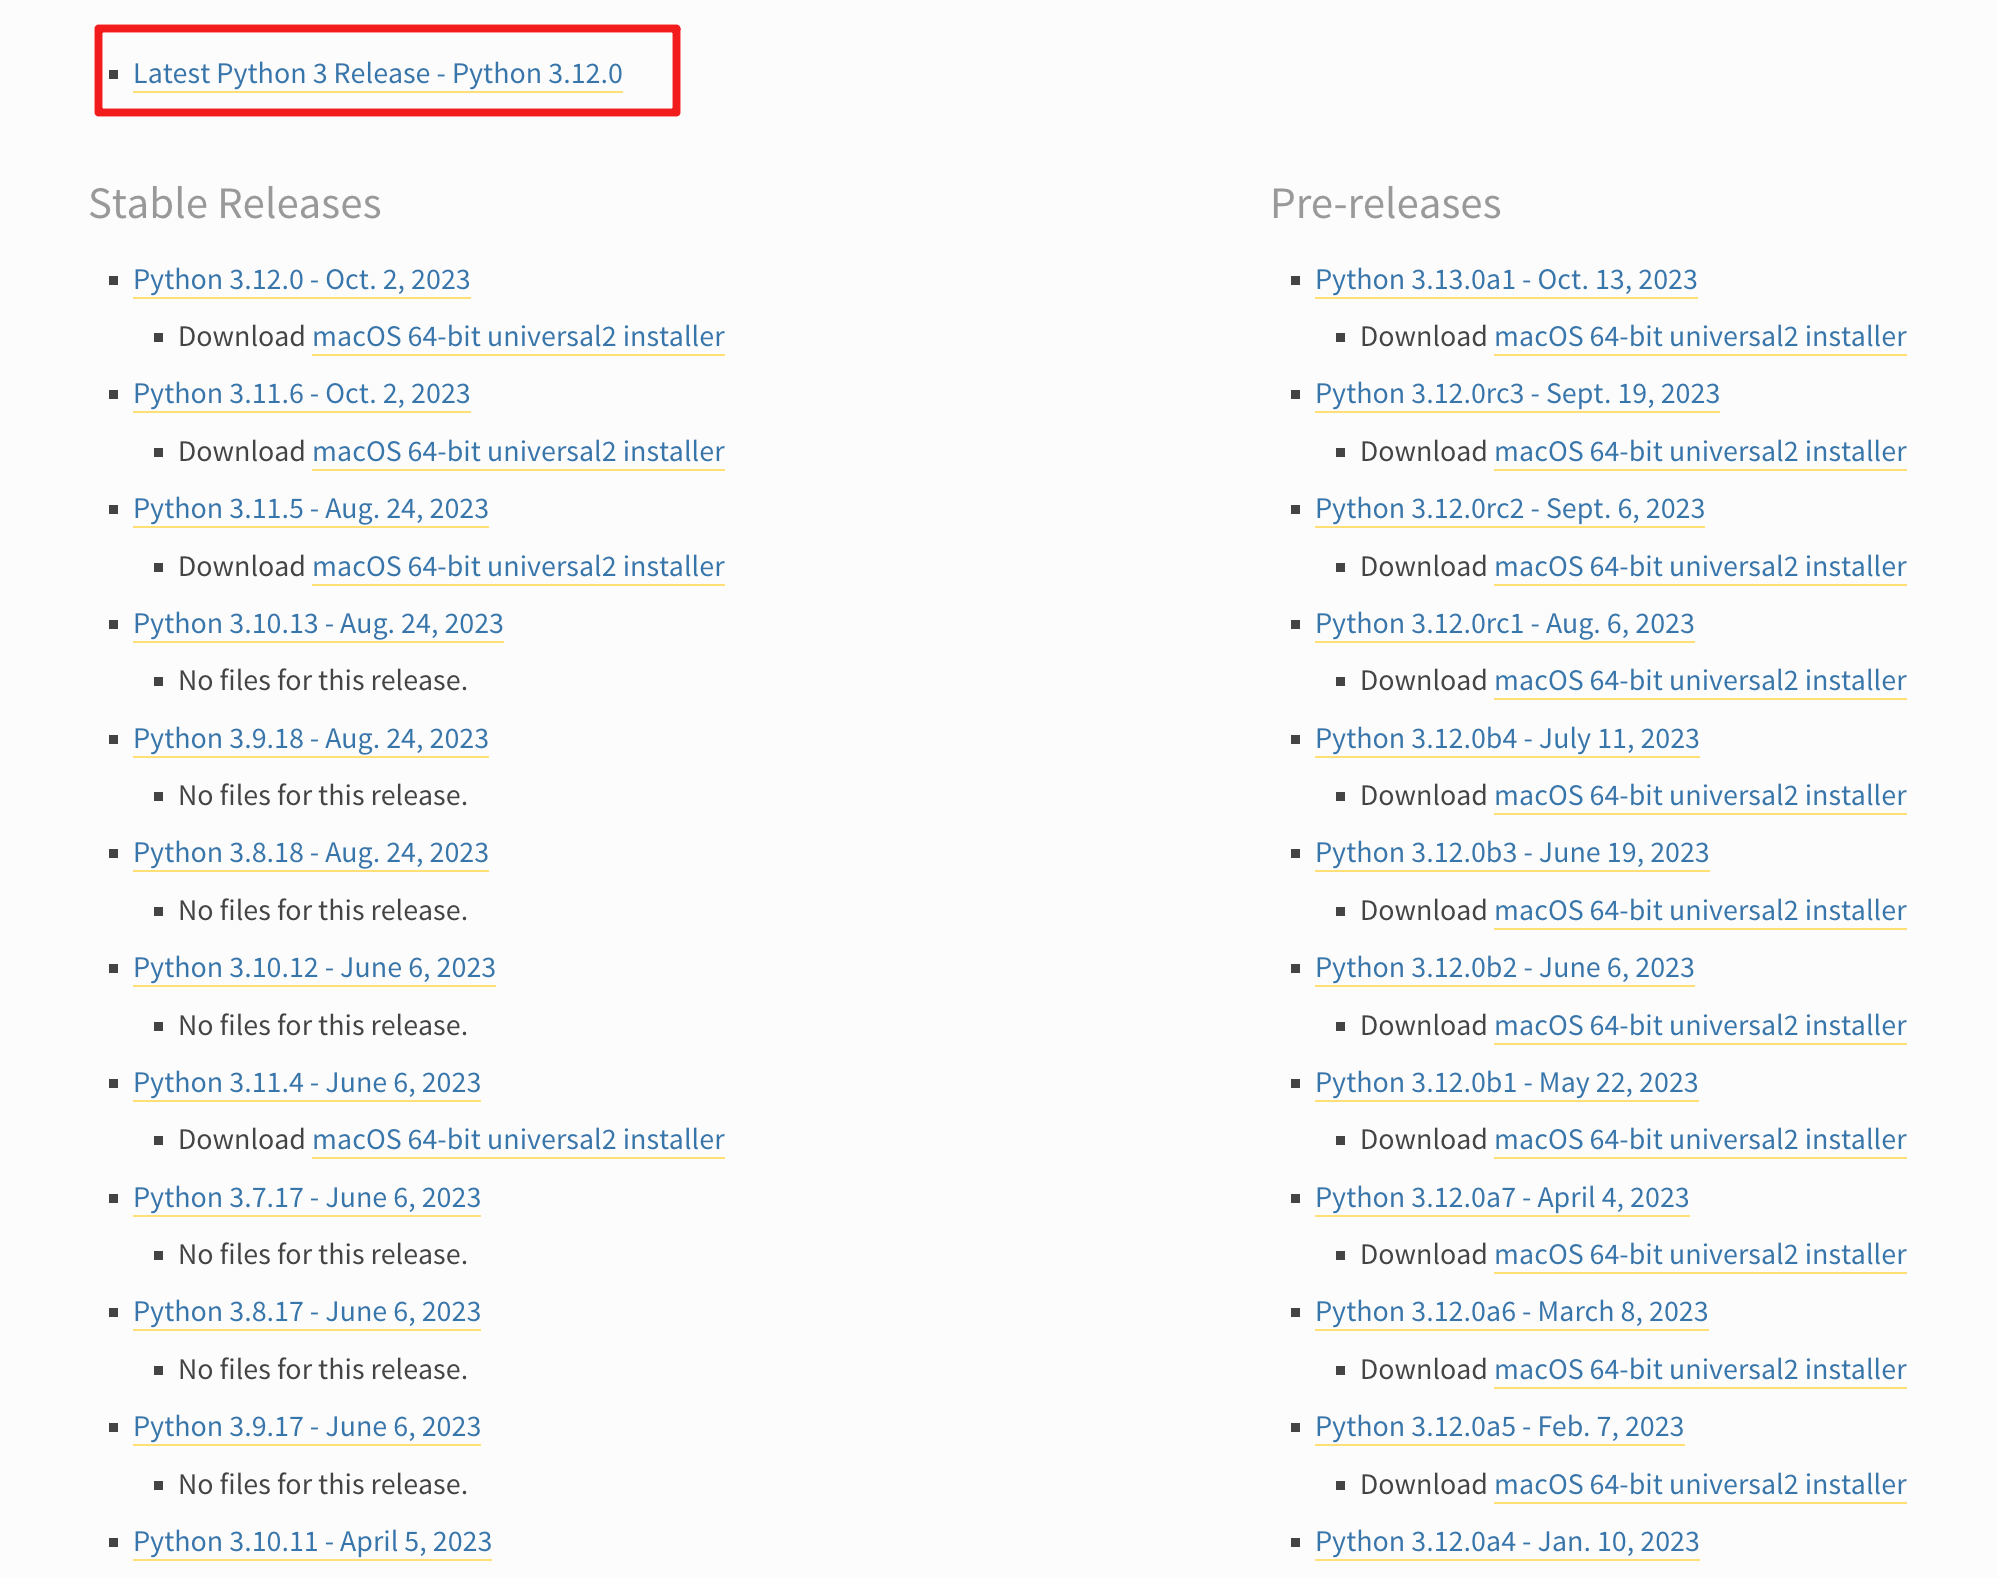 Latest Python 3 Release - Python 3.12.0
Stable Releases
Python 3.12.0 - Oct. 2, 2023
Download macOS 64-bit universal2 installer
Python 3.11.6 - Oct. 2, 2023
Download macOS 64-bit universal2 installer
Python 3.11.5 - Aug. 24, 2023
Download macOS 64-bit universal2 installer
Python 3.10.13 - Aug. 24, 2023
No files for this release.
Python 3.9.18 - Aug. 24, 2023
No files for this release.
Python 3.8.18 - Aug. 24, 2023
No files for this release.
Python 3.10.12 - June 6, 2023
No files for this release.
Python 3.11.4 - June 6, 2023
Download macOS 64-bit universal2 installer
Python 3.7.17 - June 6, 2023
No files for this release.
Python 3.8.17 - June 6, 2023
No files for this release.
Python 3.9.17 - June 6, 2023
No files for this release.
Python 3.10.11 - April 5, 2023
Pre-releases
Python 3.13.0a1 - Oct. 13, 2023
Download macOS 64-bit universal2 installer
Python 3.12.0rc3 - Sept. 19, 2023
Download macOS 64-bit universal2 installer
Python 3.12.0rc2 - Sept. 6, 2023
Download macOS 64-bit universal2 installer
Python 3.12.0rc1 - Aug. 6, 2023
Download macOS 64-bit universal2 installer
Python 3.12.0b4 - July 11, 2023
Download macOS 64-bit universal2 installer
Python 3.12.0b3 - June 19, 2023
Download macOS 64-bit universal2 installer
Python 3.12.0b2 - June 6, 2023
Download macOS 64-bit universal2 installer
Python 3.12.0b1 - May 22, 2023
Download macOS 64-bit universal2 installer
Python 3.12.0a7 - April 4, 2023
Download macOS 64-bit universal2 installer
Python 3.12.0a6 - March 8, 2023
Download macOS 64-bit universal2 installer
Python 3.12.0a5 - Feb. 7, 2023
Download macOS 64-bit universal2 installer
Python 3.12.0a4 - Jan. 10, 2023